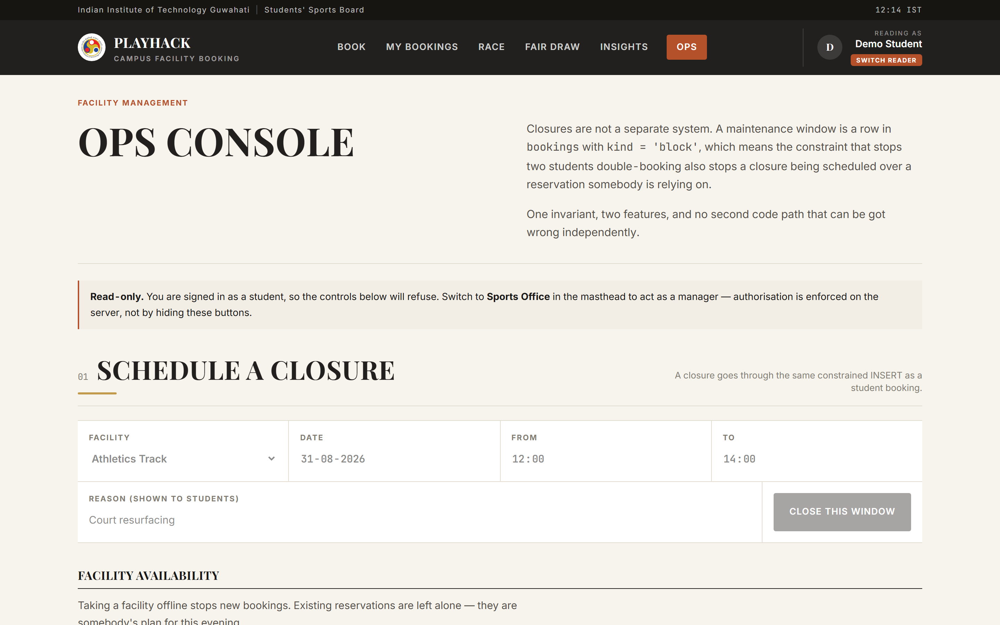 Indian Institute of Technology Guwahati | Students' Sports Board
12:14 IST
PLAYHACK
CAMPUS FACILITY BOOKING
BOOK MY BOOKINGS RACE FAIR DRAW INSIGHTS OPS
D
READING AS
Demo Student
SWITCH READER
FACILITY MANAGEMENT
OPS CONSOLE
Closures are not a separate system. A maintenance window is a row in
bookings with kind = 'block', which means the constraint that stops
two students double-booking also stops a closure being scheduled over a
reservation somebody is relying on.
One invariant, two features, and no second code path that can be got
wrong independently.
Read-only. You are signed in as a student, so the controls below will refuse. Switch to Sports Office in the masthead to act as a manager — authorisation is enforced on the
server, not by hiding these buttons.
01 SCHEDULE A CLOSURE
A closure goes through the same constrained INSERT as a
student booking.
FACILITY
Athletics Track
DATE
31-08-2026
FROM
12:00
TO
14:00
REASON (SHOWN TO STUDENTS)
Court resurfacing
CLOSE THIS WINDOW
FACILITY AVAILABILITY
Taking a facility offline stops new bookings. Existing reservations are left alone — they are
somebody's plan for this evening.